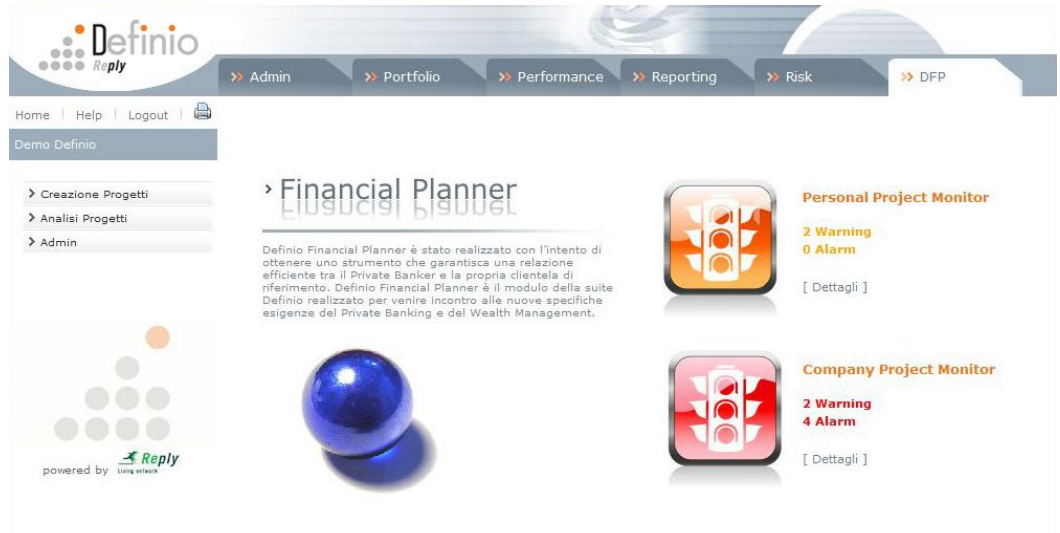 Definio
Reply
Admin
Portfolio
Performance
Reporting
Risk
DFP
Home
Help
Logout
Demo Definio
Creazione Progetti
Analisi Progetti
Admin
Financial Planner
Definio Financial Planner è stato realizzato con l'intento di
ottenere uno strumento che garantisca una relazione
efficiente tra il Private Banker e la propria clientela di
riferimento. Definio Financial Planner è il modulo della suite
Definio realizzato per venire incontro alle nuove specifiche
esigenze del Private Banking e del Wealth Management.
Personal Project Monitor
2 Warning
0 Alarm
[ Dettagli ]
Company Project Monitor
2 Warning
4 Alarm
[ Dettagli ]
powered by
Reply
Living network